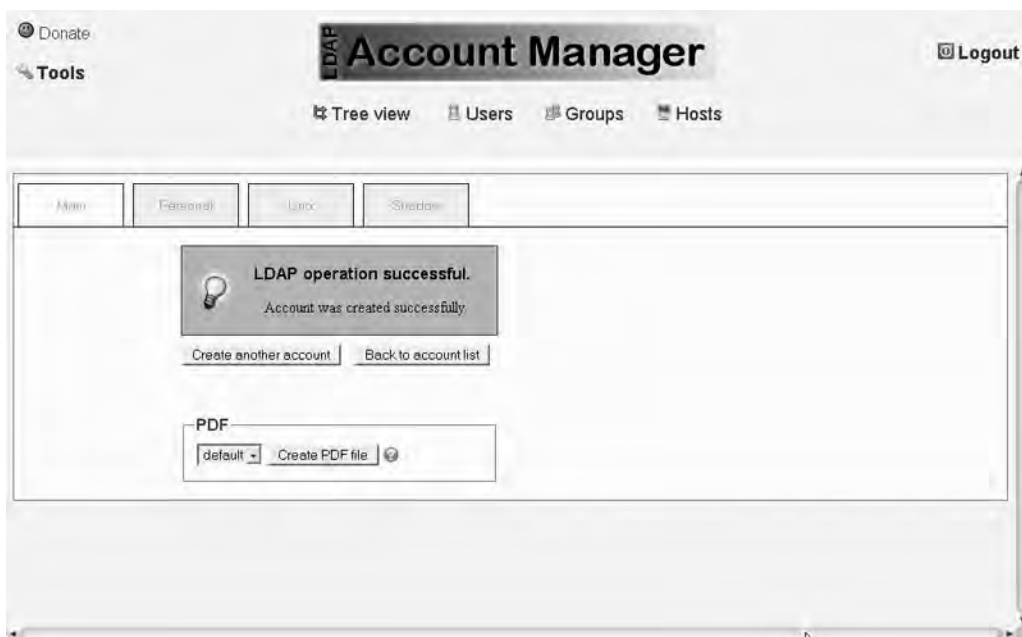 Donate
Tools
LDAP Account Manager
Logout
Tree view Users Groups Hosts
Main Personal Unix Shadow
LDAP operation successful.
Account was created successfully
Create another account Back to account list
PDF
default Create PDF file